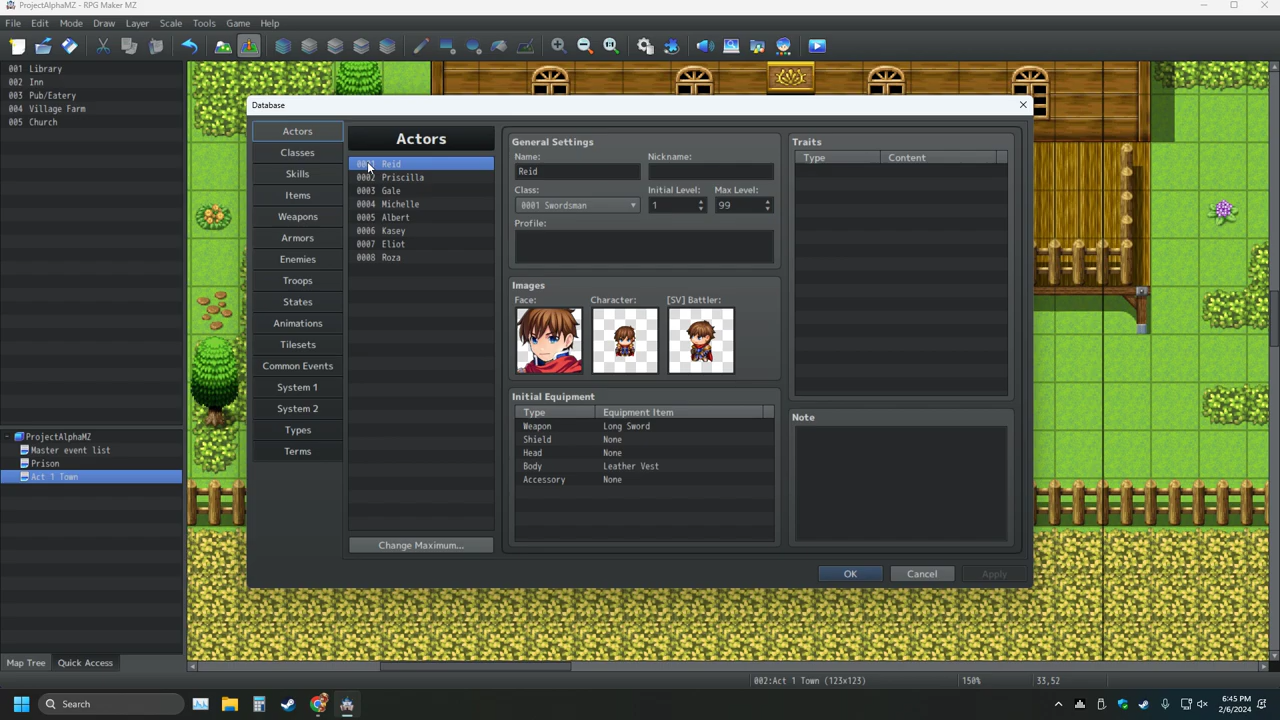 ProjectAlphaMZ - RPG Maker MZ
File Edit Mode Draw Layer Scale Tools Game Help
001 Library
002 Inn
003 Pub/Eatery
004 Village Farm
005 Church
ProjectAlphaMZ
Master event list
Prison
Act 1 Town
Map Tree Quick Access
Database
Actors
Classes
Skills
Items
Weapons
Armors
Enemies
Troops
States
Animations
Tilesets
Common Events
System 1
System 2
Types
Terms
Actors
0001 Reid
0002 Priscilla
0003 Gale
0004 Michelle
0005 Albert
0006 Kasey
0007 Eliot
0008 Roza
Change Maximum...
General Settings
Name: Nickname:
Reid
Class: Initial Level: Max Level:
0001 Swordsman 1 99
Profile:
Images
Face: Character: [SV] Battler:
Initial Equipment
Type Equipment Item
Weapon Long Sword
Shield None
Head None
Body Leather Vest
Accessory None
Traits
Type Content
Note
OK Cancel Apply
002:Act 1 Town (123x123) 150% 33,52
Search
6:45 PM
2/6/2024